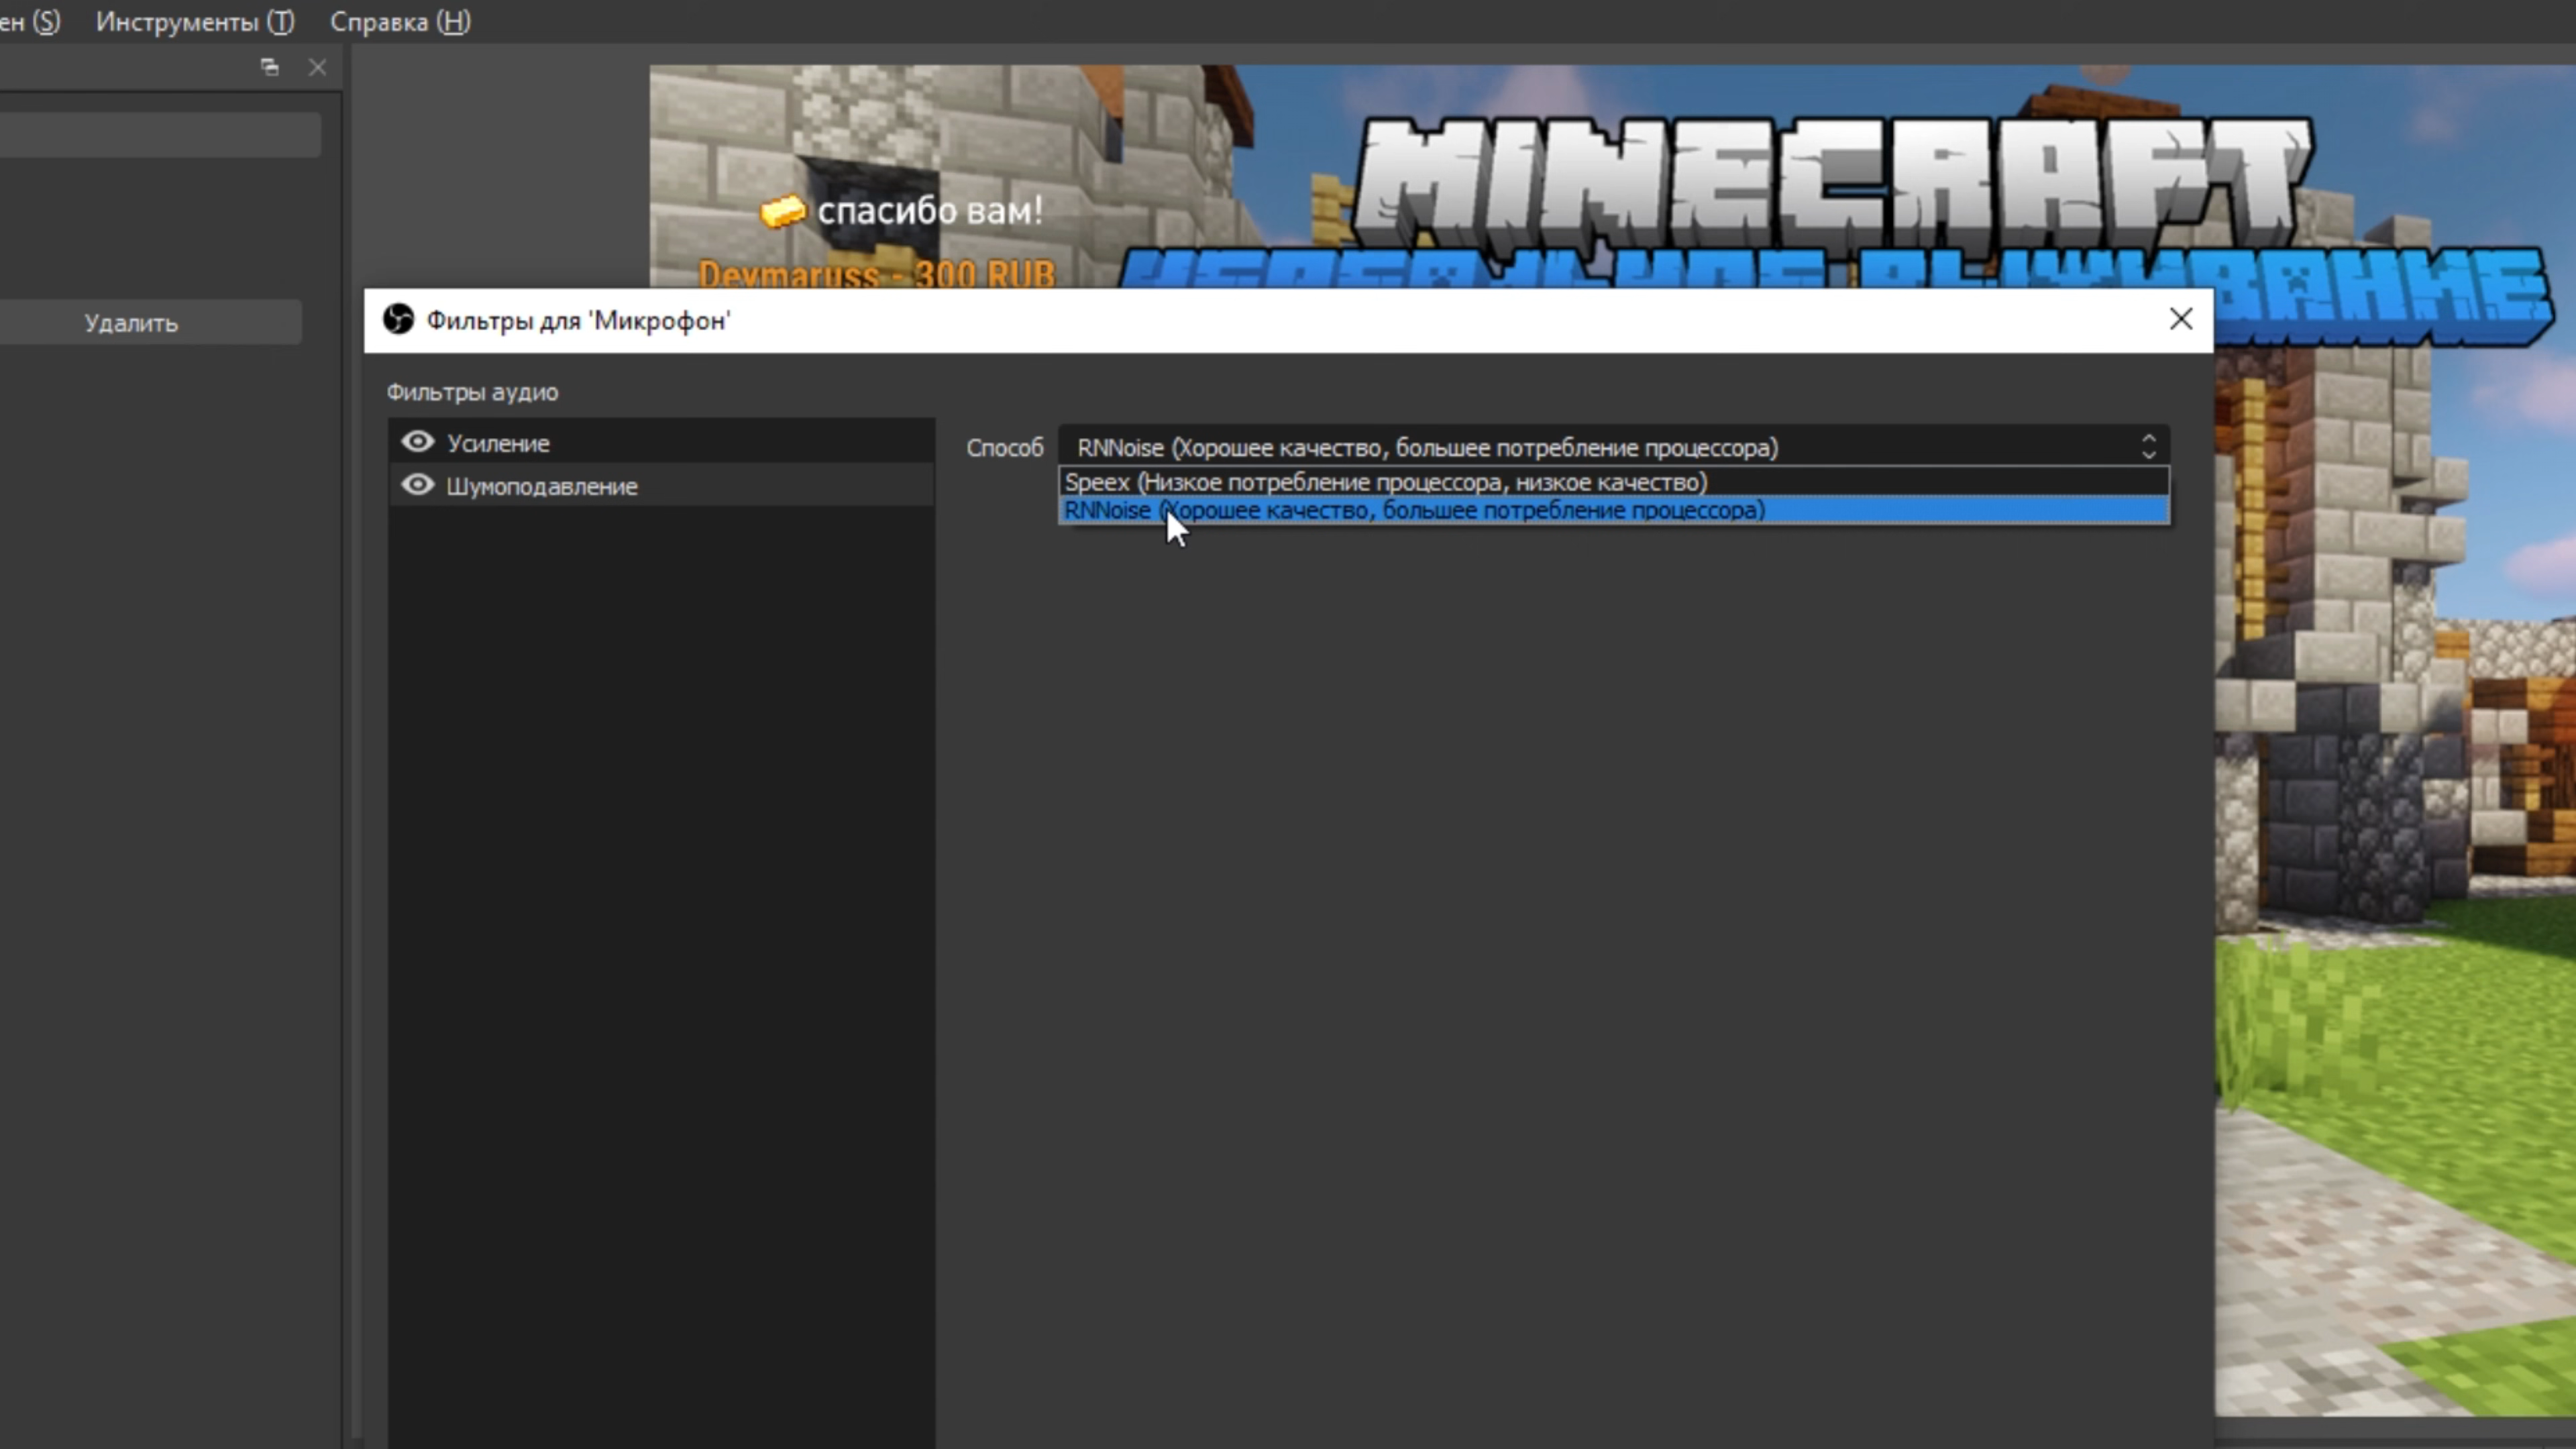 ен (S) Инструменты (T) Справка (H)
MINECRAFT
спасибо вам!
Devmaruss - 300 RUB
Удалить
Фильтры для 'Микрофон'
Фильтры аудио
Усиление
Шумоподавление
Способ RNNoise (Хорошее качество, большее потребление процессора)
Speex (Низкое потребление процессора, низкое качество)
RNNoise (Хорошее качество, большее потребление процессора)